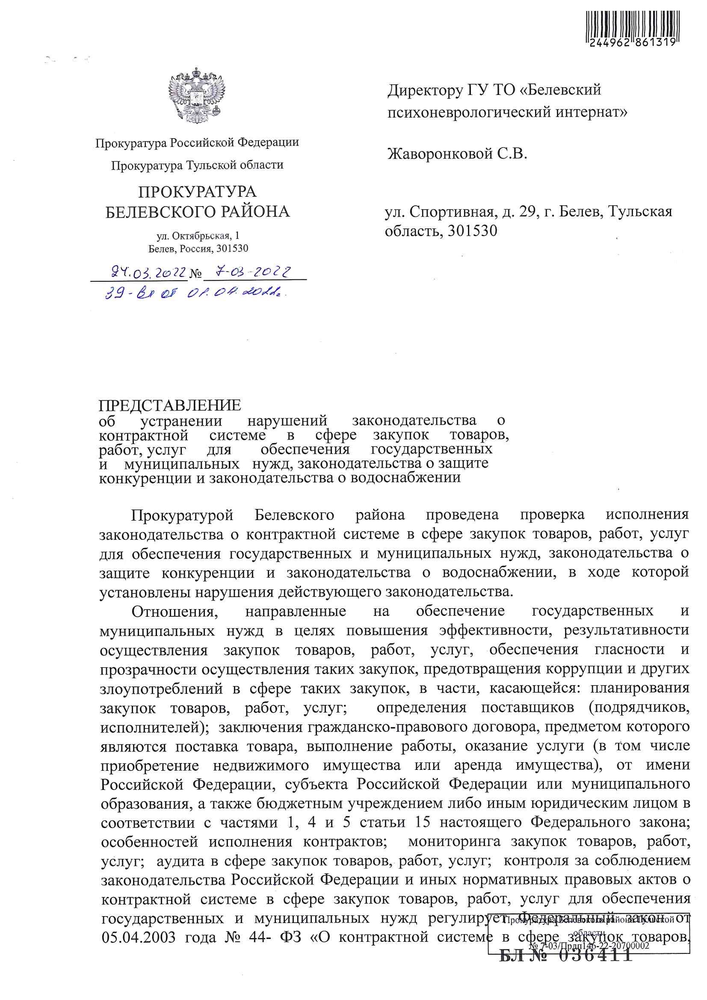 244962 861319
Прокуратура Российской Федерации
Прокуратура Тульской области
ПРОКУРАТУРА
БЕЛЕВСКОГО РАЙОНА
ул. Октябрьская, 1
Белев, Россия, 301530
24.03.2022 № 7-03-2022
39-вх от 01.04.2022г.
Директору ГУ ТО «Белевский
психоневрологический интернат»
Жаворонковой С.В.
ул. Спортивная, д. 29, г. Белев, Тульская
область, 301530
ПРЕДСТАВЛЕНИЕ
об устранении нарушений законодательства о
контрактной системе в сфере закупок товаров,
работ, услуг для обеспечения государственных
и муниципальных нужд, законодательства о защите
конкуренции и законодательства о водоснабжении
Прокуратурой Белевского района проведена проверка исполнения
законодательства о контрактной системе в сфере закупок товаров, работ, услуг
для обеспечения государственных и муниципальных нужд, законодательства о
защите конкуренции и законодательства о водоснабжении, в ходе которой
установлены нарушения действующего законодательства.
Отношения, направленные на обеспечение государственных и
муниципальных нужд в целях повышения эффективности, результативности
осуществления закупок товаров, работ, услуг, обеспечения гласности и
прозрачности осуществления таких закупок, предотвращения коррупции и других
злоупотреблений в сфере таких закупок, в части, касающейся: планирования
закупок товаров, работ, услуг; определения поставщиков (подрядчиков,
исполнителей); заключения гражданско-правового договора, предметом которого
являются поставка товара, выполнение работы, оказание услуги (в том числе
приобретение недвижимого имущества или аренда имущества), от имени
Российской Федерации, субъекта Российской Федерации или муниципального
образования, а также бюджетным учреждением либо иным юридическим лицом в
соответствии с частями 1, 4 и 5 статьи 15 настоящего Федерального закона;
особенностей исполнения контрактов; мониторинга закупок товаров, работ,
услуг; аудита в сфере закупок товаров, работ, услуг; контроля за соблюдением
законодательства Российской Федерации и иных нормативных правовых актов о
контрактной системе в сфере закупок товаров, работ, услуг для обеспечения
государственных и муниципальных нужд регулирует Федеральный закон от
05.04.2003 года № 44- ФЗ «О контрактной системе в сфере закупок товаров,
Прокуратура Белевского района Тульской
области
№ 7-03/Прдп146-22-20700002
БЛ № 036411